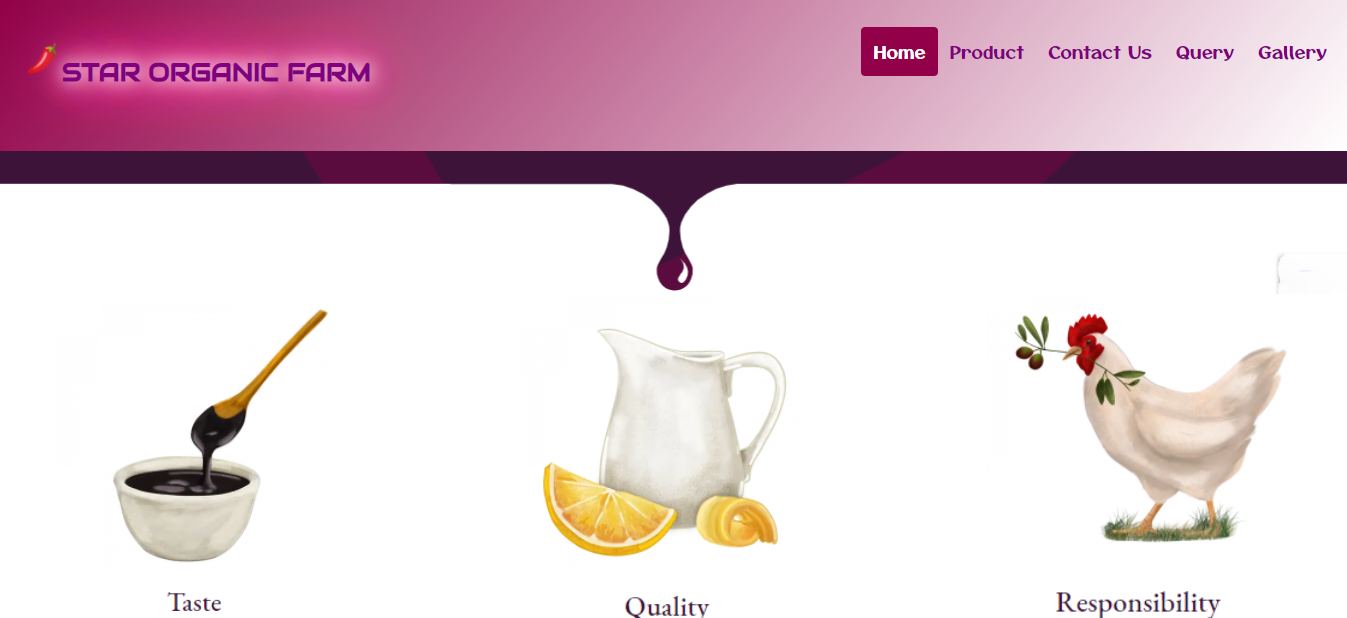 STAR ORGANIC FARM
Home Product Contact Us Query Gallery
Taste
Quality
Responsibility